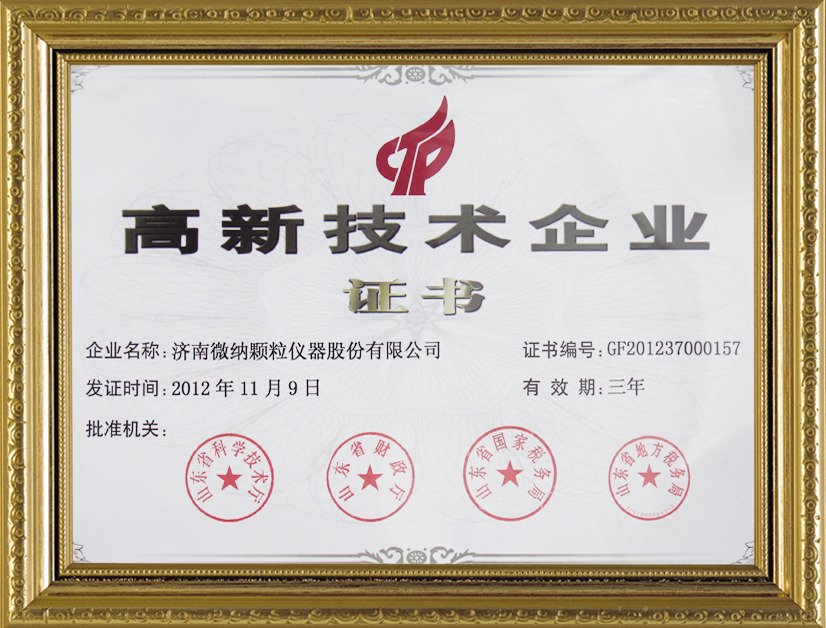 高新技术企业
证书
企业名称: 济南微纳颗粒仪器股份有限公司
证书编号: GF201237000157
发证时间: 2012年11月9日
有效期: 三年
批准机关:
山东省科学技术厅
山东省财政厅
山东省国家税务局
山东省地方税务局